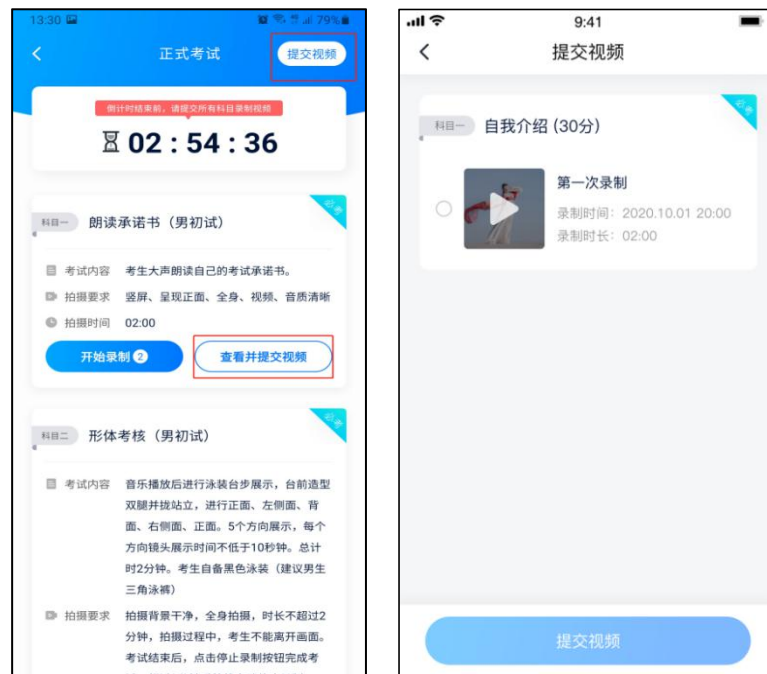 13:30
79%
正式考试
提交视频
倒计时结束前，请提交所有科目录制视频
02 : 54 : 36
必考
科目一
朗读承诺书（男初试）
考试内容 考生大声朗读自己的考试承诺书。
拍摄要求 竖屏、呈现正面、全身、视频、音质清晰
拍摄时间 02:00
开始录制 2
查看并提交视频
必考
科目二
形体考核（男初试）
考试内容 音乐播放后进行泳装台步展示，台前造型
双腿并拢站立，进行正面、左侧面、背
面、右侧面、正面。5个方向展示，每个
方向镜头展示时间不低于10秒钟。总计
时2分钟。考生自备黑色泳装（建议男生
三角泳裤）
拍摄要求 拍摄背景干净，全身拍摄，时长不超过2
分钟，拍摄过程中，考生不能离开画面。
考试结束后，点击停止录制按钮完成考
9:41
提交视频
必考
科目一
自我介绍 (30分)
第一次录制
录制时间：2020.10.01 20:00
录制时长：02:00
提交视频